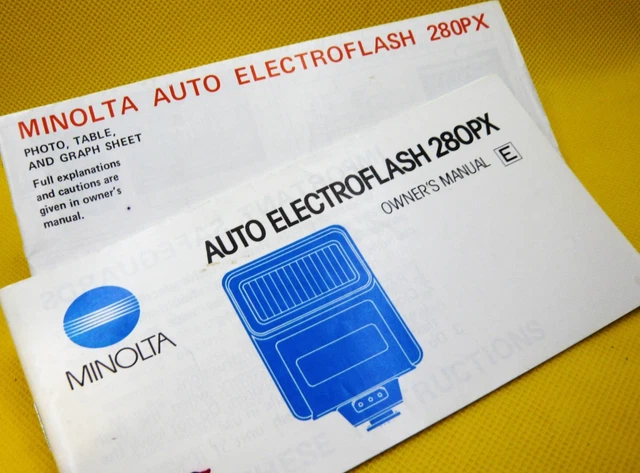 MINOLTA AUTO ELECTROFLASH 280PX
PHOTO, TABLE,
AND GRAPH SHEET
Full explanations
and cautions are
given in owner's
manual.
AUTO ELECTROFLASH 280PX
OWNER'S MANUAL E
MINOLTA